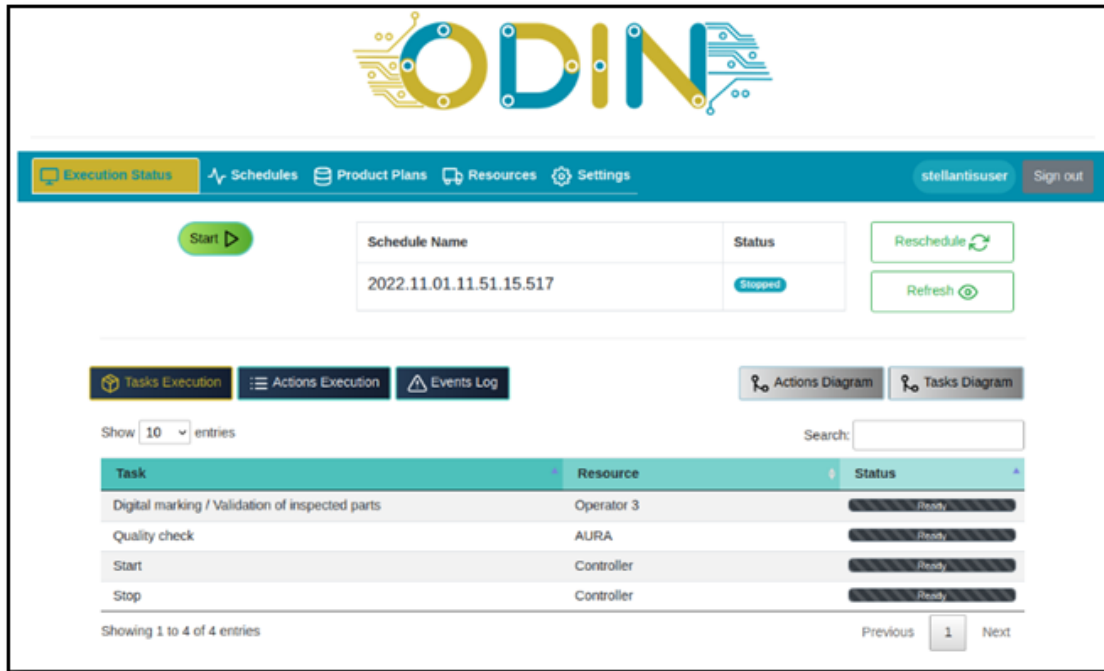 ODIN
Execution Status Schedules Product Plans Resources Settings stellantisuser Sign out
Start
Schedule Name Status
2022.11.01.11.51.15.517 Stopped
Reschedule
Refresh
Tasks Execution Actions Execution Events Log Actions Diagram Tasks Diagram
Show 10 entries Search:
Task Resource Status
Digital marking / Validation of inspected parts Operator 3 Ready
Quality check AURA Ready
Start Controller Ready
Stop Controller Ready
Showing 1 to 4 of 4 entries Previous 1 Next